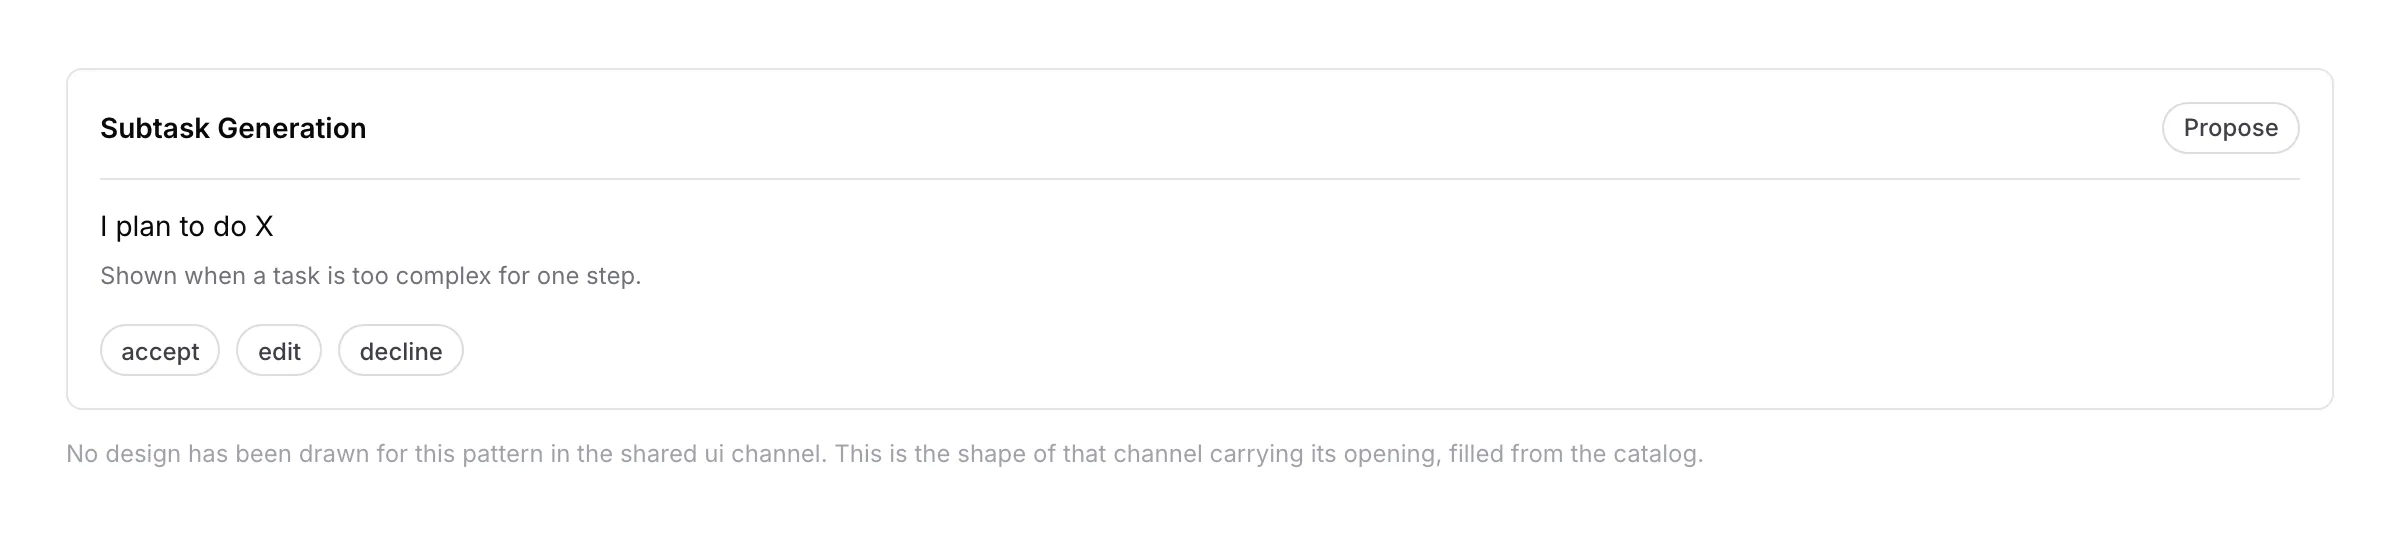 Subtask Generation
Propose
I plan to do X
Shown when a task is too complex for one step.
accept edit decline
No design has been drawn for this pattern in the shared ui channel. This is the shape of that channel carrying its opening, filled from the catalog.